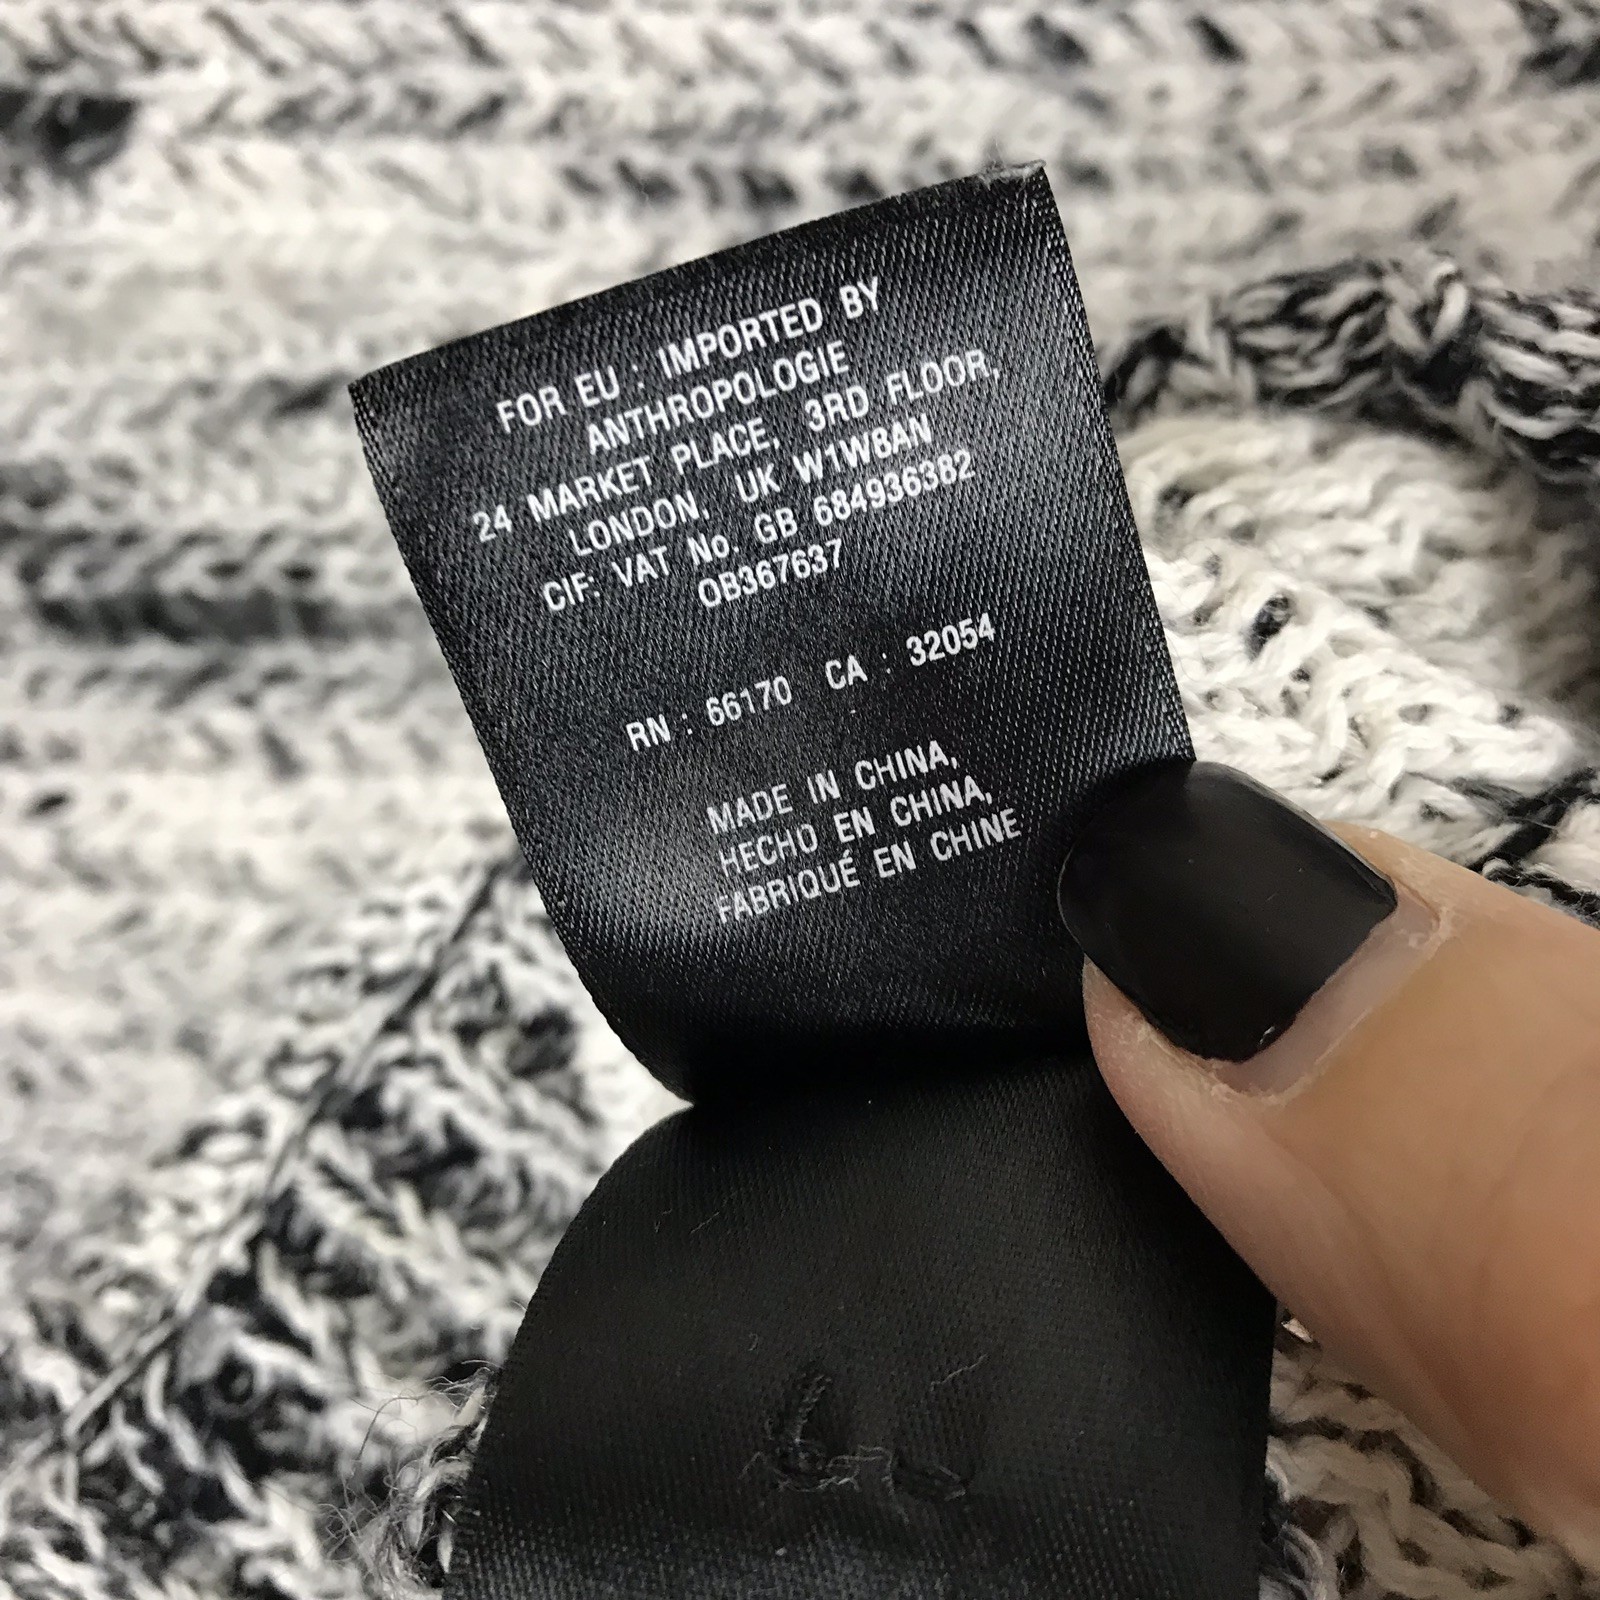 FOR EU : IMPORTED BY
ANTHROPOLOGIE
24 MARKET PLACE, 3RD FLOOR,
LONDON, UK W1W8AN
CIF: VAT No. GB 684936382
OB367637
RN : 66170 CA : 32054
MADE IN CHINA,
HECHO EN CHINA,
FABRIQUÉ EN CHINE